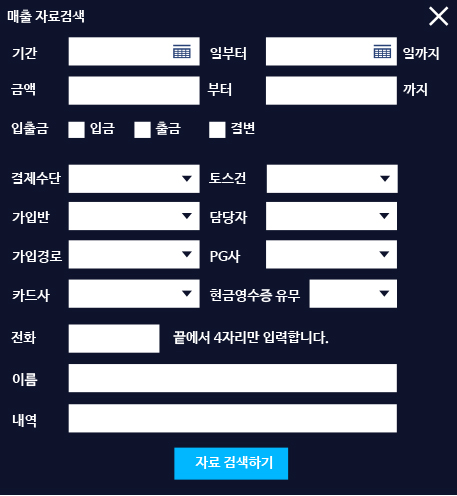 매출 자료검색
기간 일부터 일까지
금액 부터 까지
입출금 입금 출금 결변
결제수단 토스건
가입반 담당자
가입경로 PG사
카드사 현금영수증 유무
전화 끝에서 4자리만 입력합니다.
이름
내역
자료 검색하기